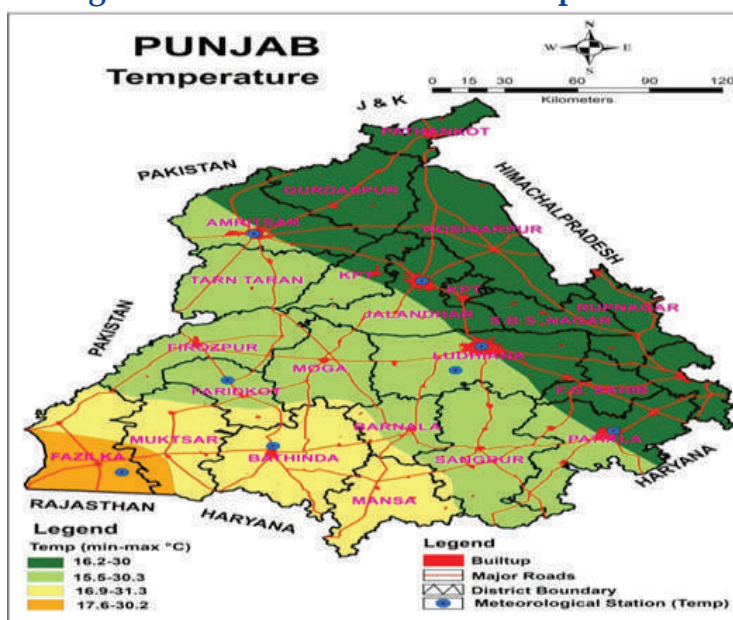 PUNJAB
Temperature
N
W E
S
0 15 30 60 90 120
Kilometers
J & K
PATHANKOT
PAKISTAN
GURDASPUR
HIMACHALPRADESH
AMRITSAR
HOSHIARPUR
TARN TARAN
KPT
KPT
RUPNAGAR
JALANDHAR
S.B.S. NAGAR
PAKISTAN
FIROZPUR
MOGA
LUDHIANA
FARIDKOT
F.G. SAHIB
BARNALA
MUKTSAR
PATIALA
FAZILKA
BATHINDA
SANGRUR
HARYANA
MANSA
RAJASTHAN
HARYANA
Legend
Temp (min-max °C)
16.2-30
15.5-30.3
16.9-31.3
17.6-30.2
Legend
Builtup
Major Roads
District Boundary
Meteorological Station (Temp)